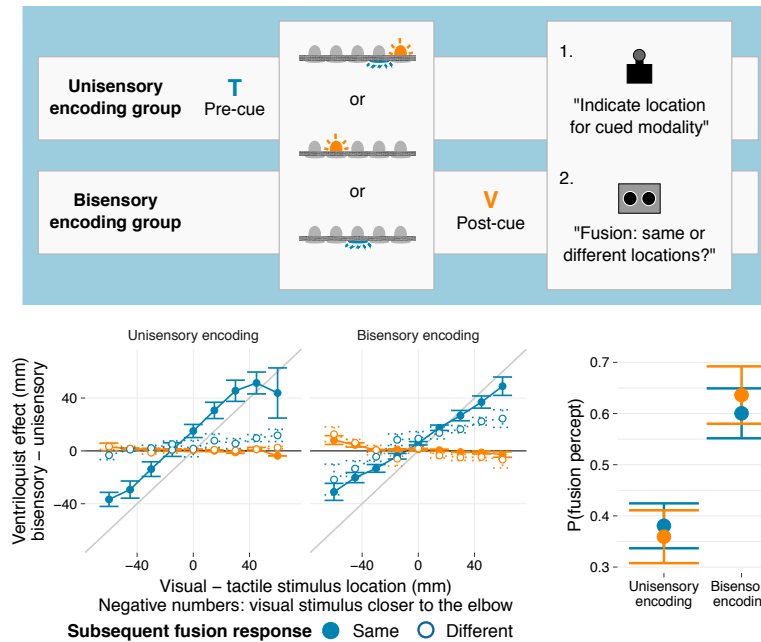 Unisensory
encoding group
T
Pre-cue
or
or
1.
"Indicate location
for cued modality"
Bisensory
encoding group
V
Post-cue
2.
"Fusion: same or
different locations?"
Unisensory encoding
Bisensory encoding
Ventriloquist effect (mm)
bisensory − unisensory
40
0
−40
−40
0
40
−40
0
40
Visual − tactile stimulus location (mm)
Negative numbers: visual stimulus closer to the elbow
Subsequent fusion response Same Different
P(fusion percept)
0.7
0.6
0.5
0.4
0.3
Unisensory
encoding
Bisenso
encodin